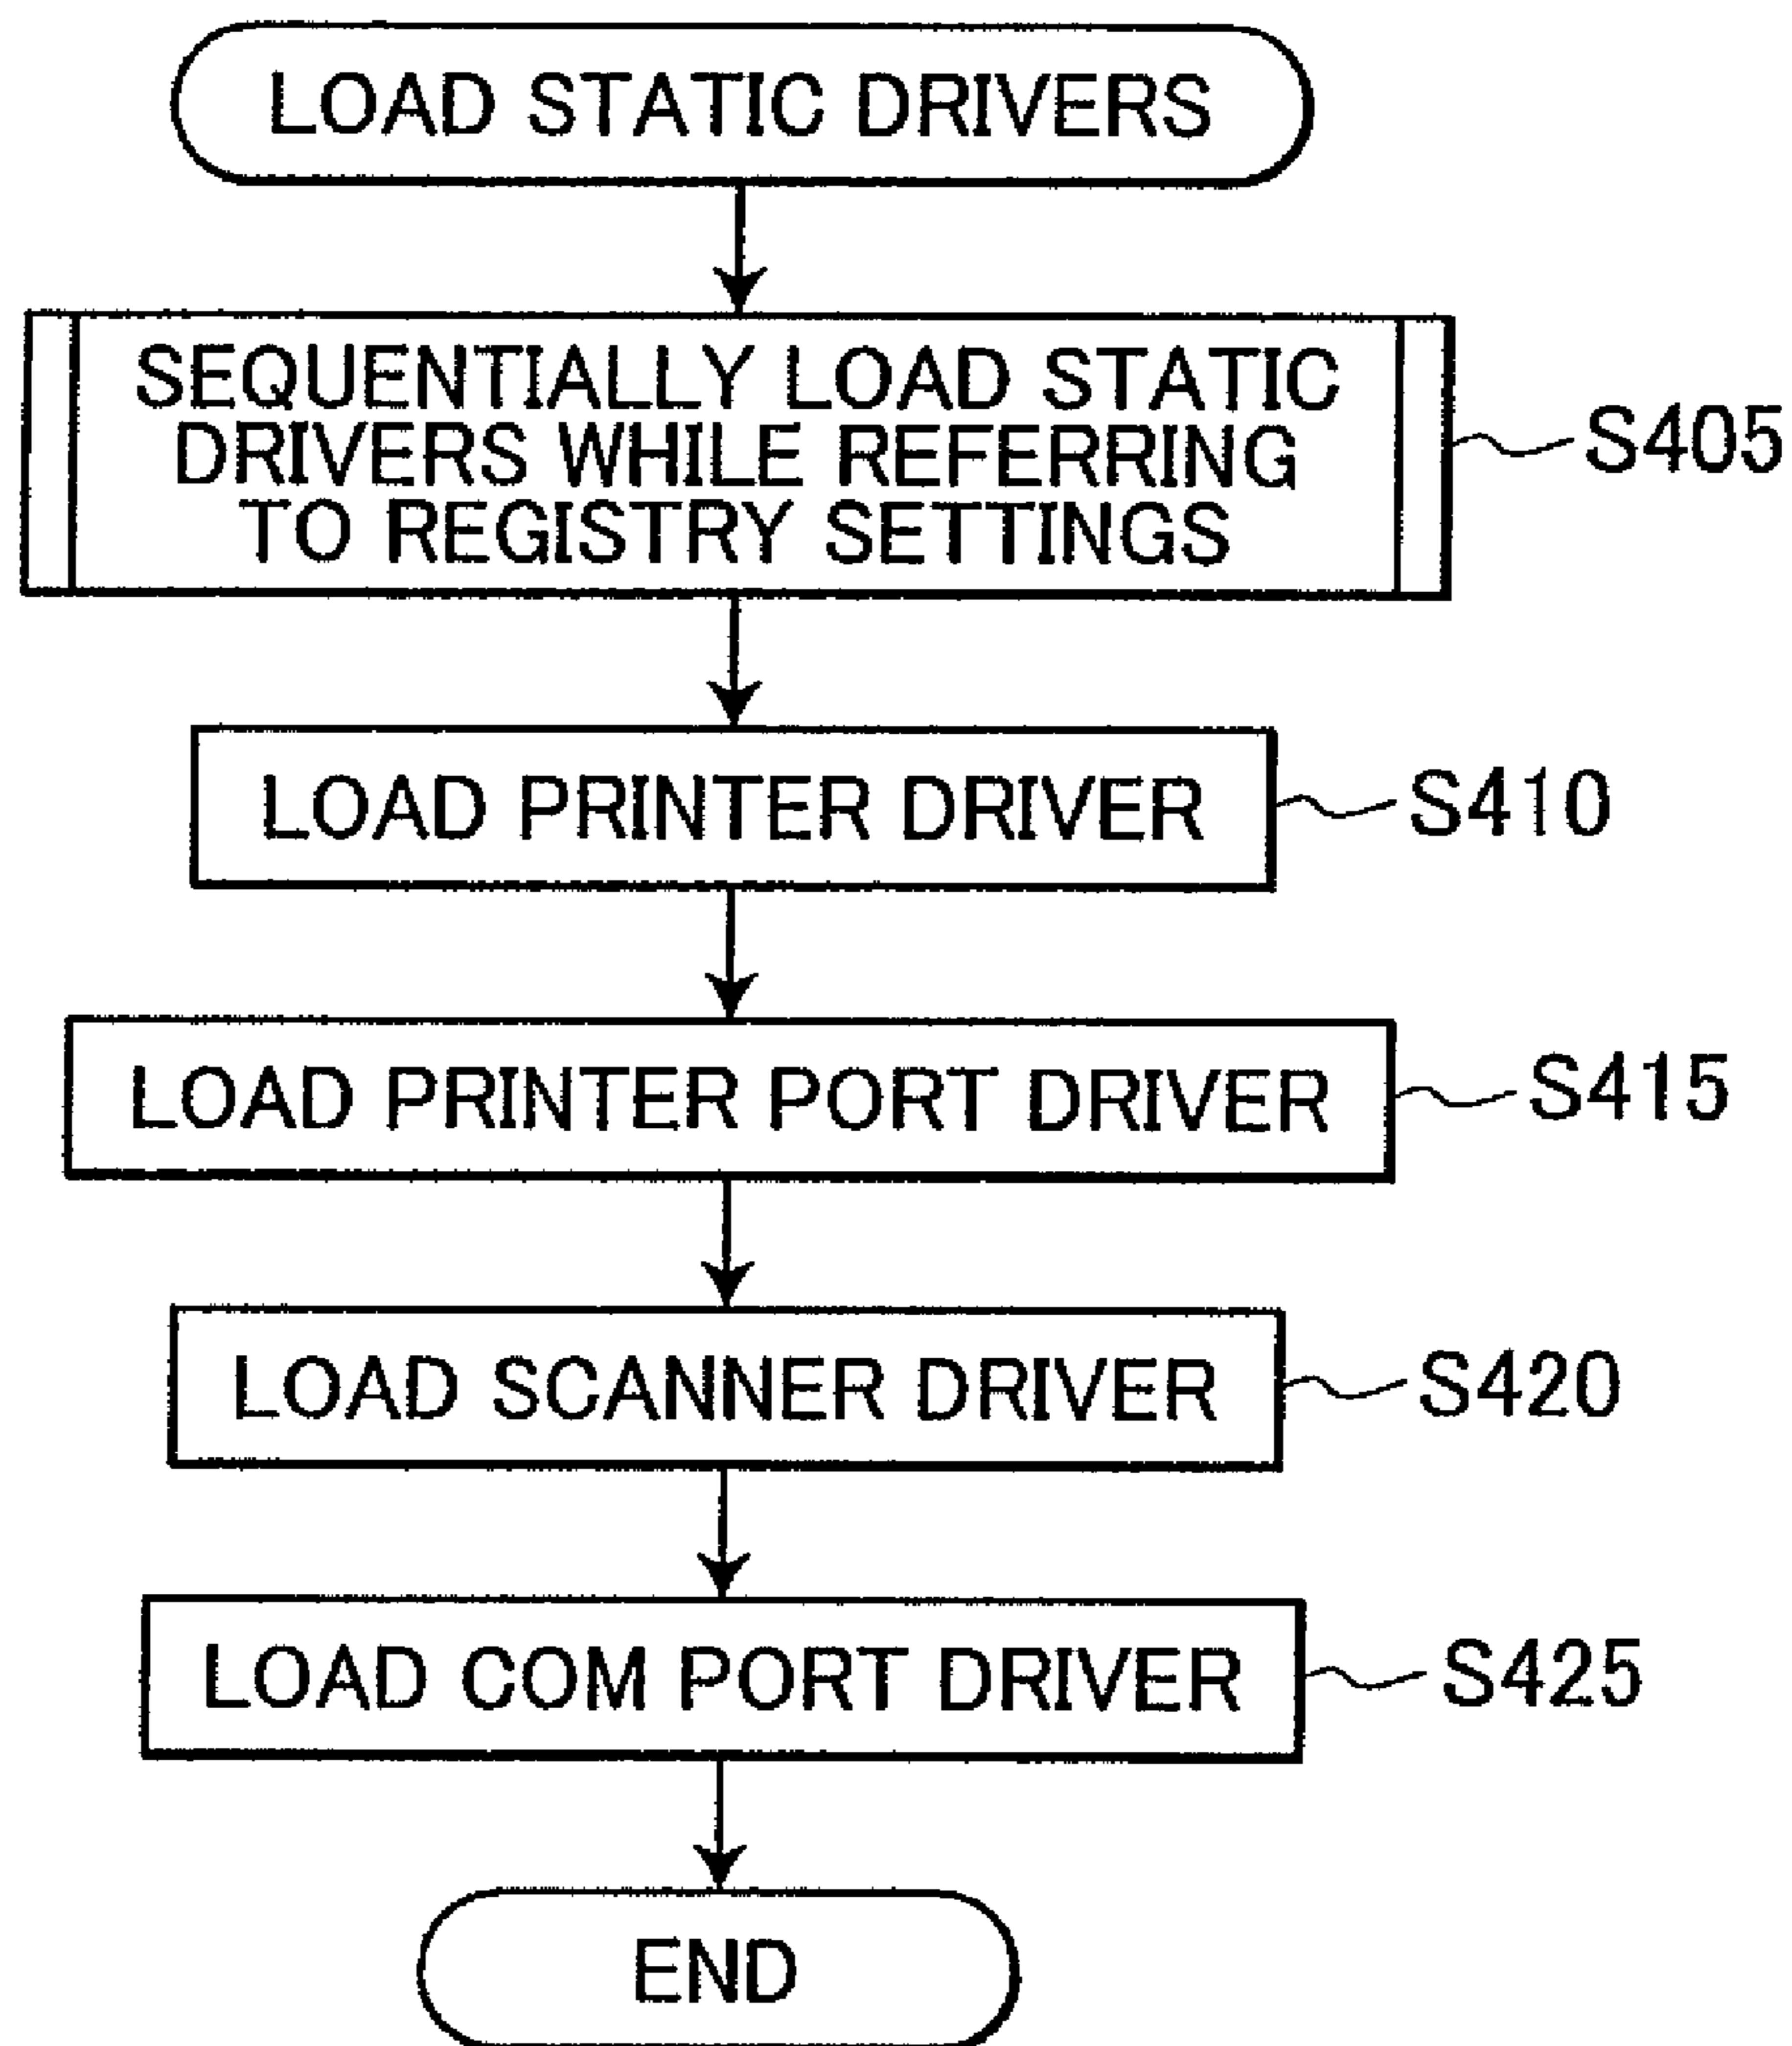 LOAD STATIC DRIVERS
SEQUENTIALLY LOAD STATIC
DRIVERS WHILE REFERRING
TO REGISTRY SETTINGS
S405
LOAD PRINTER DRIVER
S410
LOAD PRINTER PORT DRIVER
S415
LOAD SCANNER DRIVER
S420
LOAD COM PORT DRIVER
S425
END